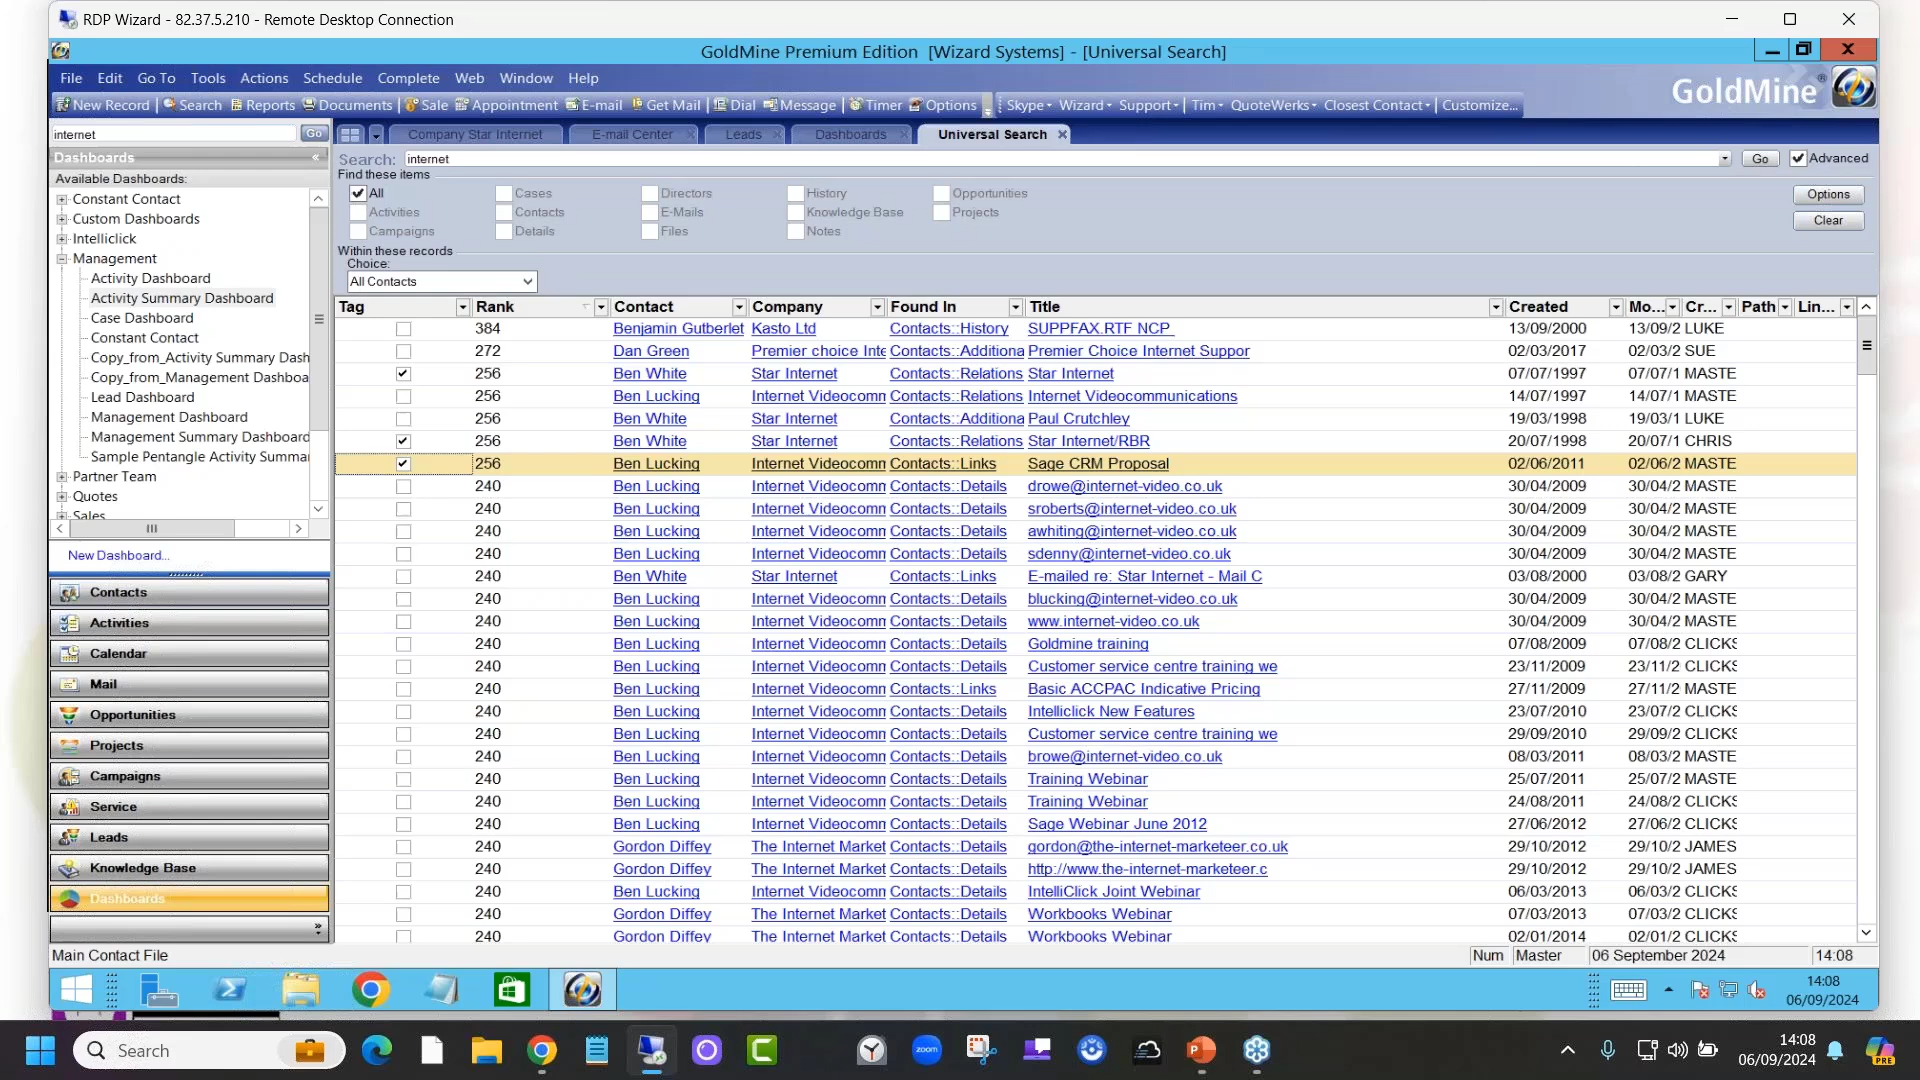 RDP Wizard - 82.37.5.210 - Remote Desktop Connection
GoldMine Premium Edition [Wizard Systems] - [Universal Search]
File Edit Go To Tools Actions Schedule Complete Web Window Help
GoldMine®
New Record Search Reports Documents Sale Appointment E-mail Get Mail Dial Message Timer Options Skype Wizard Support Tim QuoteWerks Closest Contact Customize...
internet Go
Company Star Internet E-mail Center Leads Dashboards Universal Search
Dashboards
Available Dashboards:
Constant Contact
Custom Dashboards
Intelliclick
Management
Activity Dashboard
Activity Summary Dashboard
Case Dashboard
Constant Contact
Copy_from_Activity Summary Dash
Copy_from_Management Dashboa
Lead Dashboard
Management Dashboard
Management Summary Dashboard
Sample Pentangle Activity Summar
Partner Team
Quotes
Sales
New Dashboard...
Contacts
Activities
Calendar
Mail
Opportunities
Projects
Campaigns
Service
Leads
Knowledge Base
Dashboards
Search: internet Go Advanced
Find these items
All Cases Directors History Opportunities Options
Activities Contacts E-Mails Knowledge Base Projects
Campaigns Details Files Notes Clear
Within these records
Choice:
All Contacts
Tag Rank Contact Company Found In Title Created Mo... Cr... Path Lin...
384 Benjamin Gutberlet Kasto Ltd Contacts::History SUPPFAX.RTF NCP 13/09/2000 13/09/2 LUKE
272 Dan Green Premier choice Inte Contacts::Additiona Premier Choice Internet Suppor 02/03/2017 02/03/2 SUE
256 Ben White Star Internet Contacts::Relations Star Internet 07/07/1997 07/07/1 MASTE
256 Ben Lucking Internet Videocomn Contacts::Relations Internet Videocommunications 14/07/1997 14/07/1 MASTE
256 Ben White Star Internet Contacts::Additiona Paul Crutchley 19/03/1998 19/03/1 LUKE
256 Ben White Star Internet Contacts::Relations Star Internet/RBR 20/07/1998 20/07/1 CHRIS
256 Ben Lucking Internet Videocomn Contacts::Links Sage CRM Proposal 02/06/2011 02/06/2 MASTE
240 Ben Lucking Internet Videocomn Contacts::Details drowe@internet-video.co.uk 30/04/2009 30/04/2 MASTE
240 Ben Lucking Internet Videocomn Contacts::Details sroberts@internet-video.co.uk 30/04/2009 30/04/2 MASTE
240 Ben Lucking Internet Videocomn Contacts::Details awhiting@internet-video.co.uk 30/04/2009 30/04/2 MASTE
240 Ben Lucking Internet Videocomn Contacts::Details sdenny@internet-video.co.uk 30/04/2009 30/04/2 MASTE
240 Ben White Star Internet Contacts::Links E-mailed re: Star Internet - Mail C 03/08/2000 03/08/2 GARY
240 Ben Lucking Internet Videocomn Contacts::Details blucking@internet-video.co.uk 30/04/2009 30/04/2 MASTE
240 Ben Lucking Internet Videocomn Contacts::Details www.internet-video.co.uk 30/04/2009 30/04/2 MASTE
240 Ben Lucking Internet Videocomn Contacts::Details Goldmine training 07/08/2009 07/08/2 CLICKS
240 Ben Lucking Internet Videocomn Contacts::Details Customer service centre training we 23/11/2009 23/11/2 CLICKS
240 Ben Lucking Internet Videocomn Contacts::Links Basic ACCPAC Indicative Pricing 27/11/2009 27/11/2 MASTE
240 Ben Lucking Internet Videocomn Contacts::Details Intelliclick New Features 23/07/2010 23/07/2 CLICKS
240 Ben Lucking Internet Videocomn Contacts::Details Customer service centre training we 29/09/2010 29/09/2 CLICKS
240 Ben Lucking Internet Videocomn Contacts::Details browe@internet-video.co.uk 08/03/2011 08/03/2 MASTE
240 Ben Lucking Internet Videocomn Contacts::Details Training Webinar 25/07/2011 25/07/2 MASTE
240 Ben Lucking Internet Videocomn Contacts::Details Training Webinar 24/08/2011 24/08/2 CLICKS
240 Ben Lucking Internet Videocomn Contacts::Details Sage Webinar June 2012 27/06/2012 27/06/2 CLICKS
240 Gordon Diffey The Internet Market Contacts::Details gordon@the-internet-marketeer.co.uk 29/10/2012 29/10/2 JAMES
240 Gordon Diffey The Internet Market Contacts::Details http://www.the-internet-marketeer.c 29/10/2012 29/10/2 JAMES
240 Ben Lucking Internet Videocomn Contacts::Details IntelliClick Joint Webinar 06/03/2013 06/03/2 CLICKS
240 Gordon Diffey The Internet Market Contacts::Details Workbooks Webinar 07/03/2013 07/03/2 CLICKS
240 Gordon Diffey The Internet Market Contacts::Details Workbooks Webinar 02/01/2014 02/01/2 CLICKS
Main Contact File Num Master 06 September 2024 14:08
14:08
06/09/2024
Search
zoom
14:08
06/09/2024
PRE